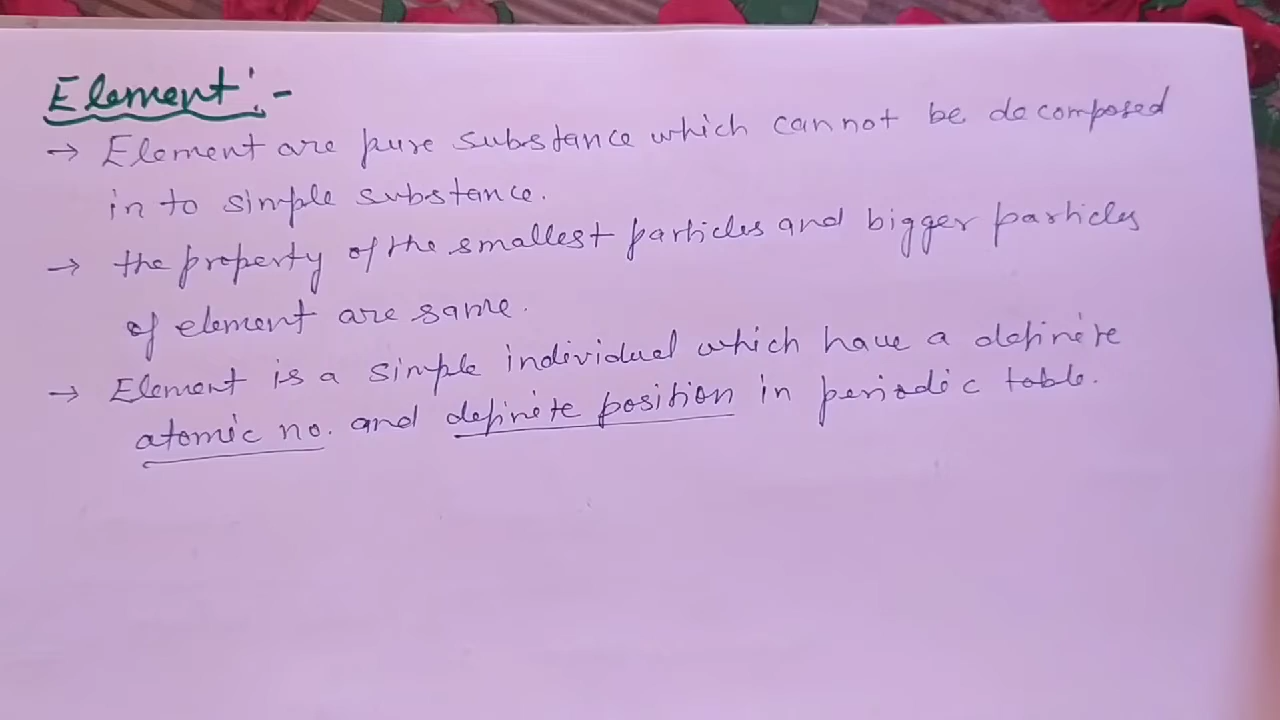 Element :-
→ Element are pure substance which cannot be decomposed
in to simple substance.
→ the property of the smallest particles and bigger particles
of element are same.
→ Element is a simple individual which have a definite
atomic no. and definite position in periodic table.